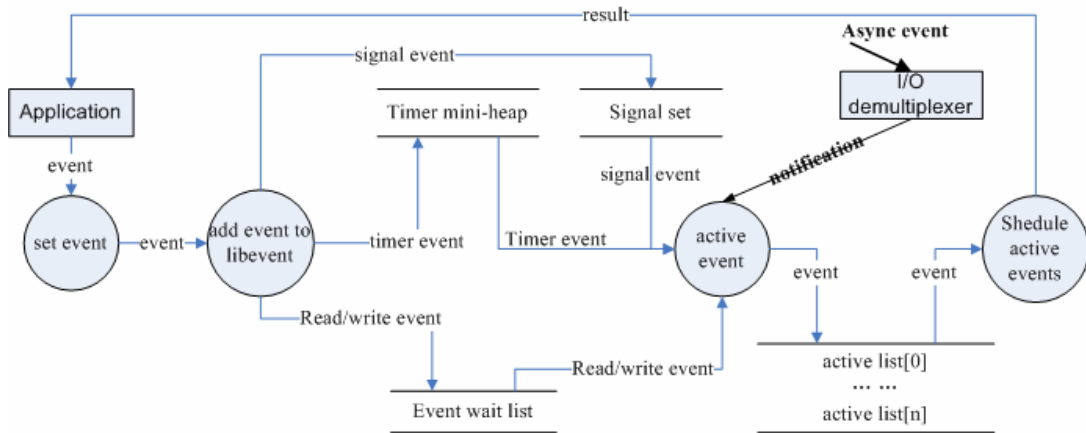 result
Async event
signal event
I/O
demultiplexer
Application
Timer mini-heap
Signal set
event
notification
signal event
set event
event
add event to
libevent
timer event
Timer event
active
event
event
event
Shedule
active
events
Read/write event
Read/write event
active list[0]
... ...
active list[n]
Event wait list